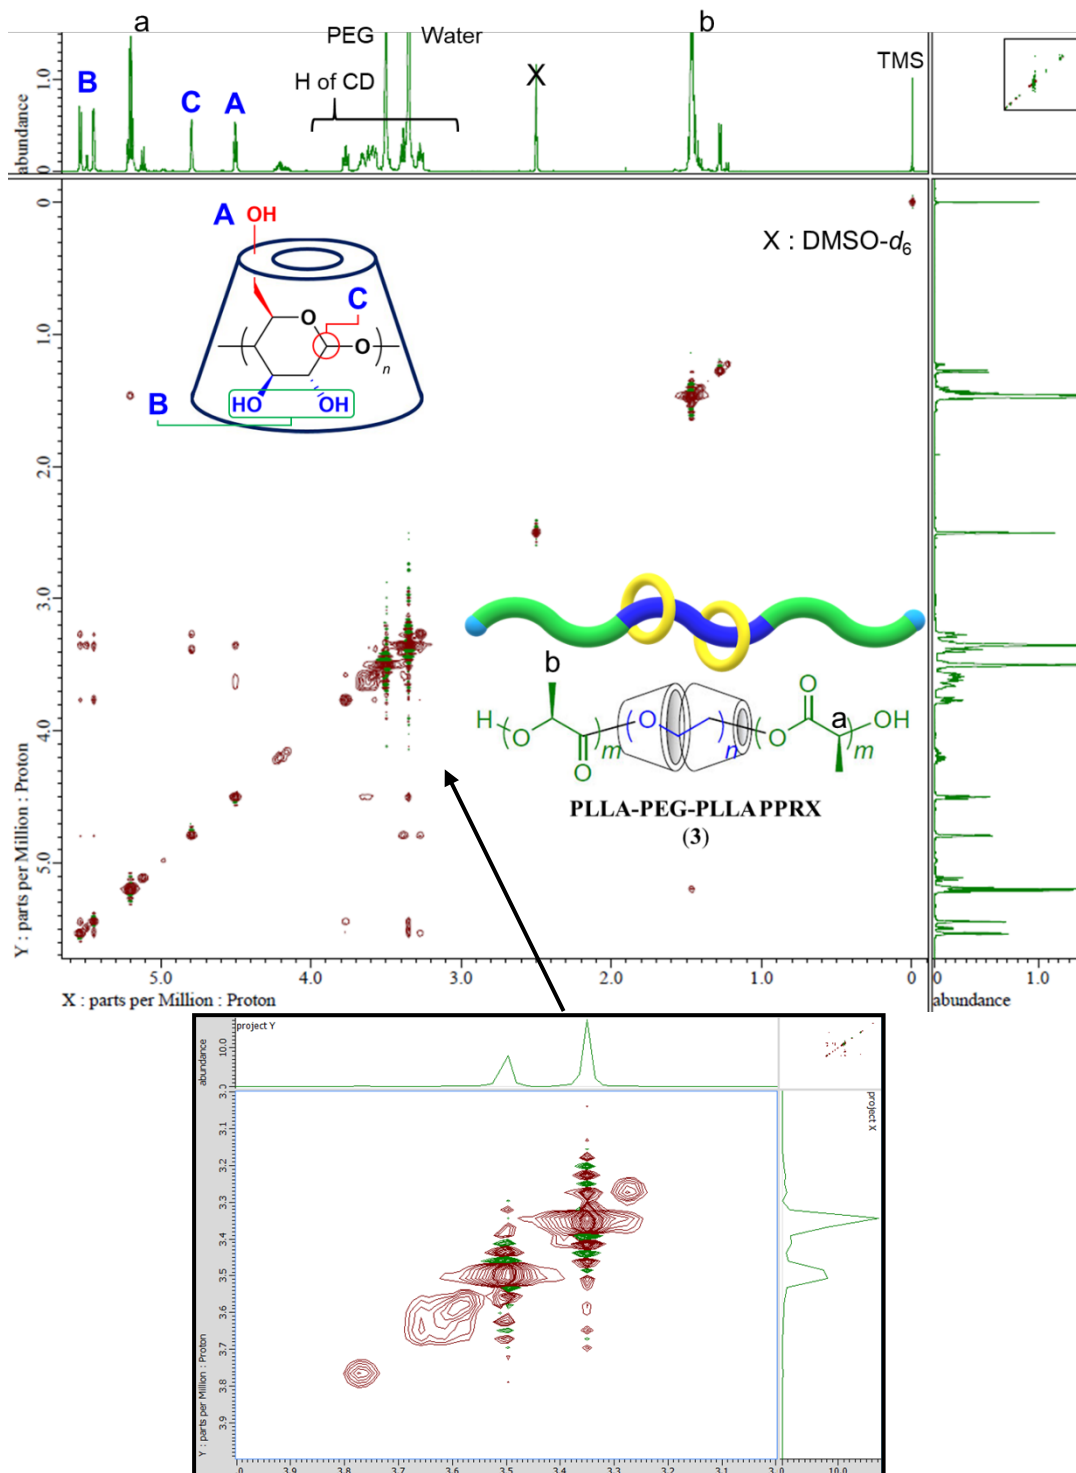 a
b
PEG
Water
TMS
H of CD
B
C
A
X
abundance
1.0
0
0
1.0
2.0
3.0
4.0
5.0
Y : parts per Million : Proton
A OH
X : DMSO-d6
C
O
O
n
HO
OH
B
b
O
a
H
O
m
O
n
O
m
OH
O
PLLA-PEG-PLLA PPRX
(3)
5.0 4.0 3.0 2.0 1.0 0
X : parts per Million : Proton
0 1.0
abundance
project Y
abundance
10.0
project X
3.0
3.1
3.2
3.3
3.4
3.5
3.6
3.7
3.8
3.9
Y : parts per Million : Proton
3.9 3.8 3.7 3.6 3.5 3.4 3.3 3.2 3.1 3.0
10.0